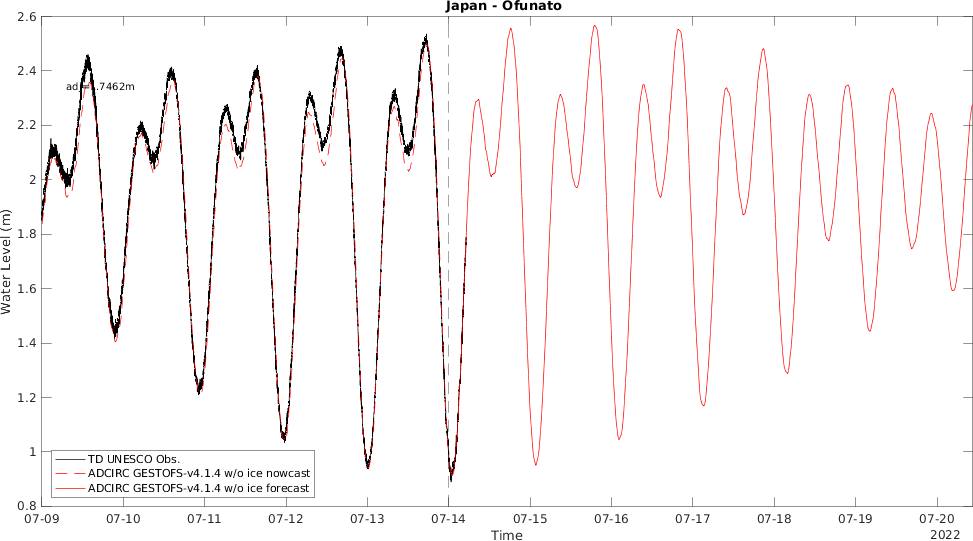 Japan - Ofunato
2.6
2.4
2.2
2
1.8
1.6
1.4
1.2
1
0.8
Water Level (m)
TD UNESCO Obs.
ADCIRC GESTOFS-v4.1.4 w/o ice nowcast
ADCIRC GESTOFS-v4.1.4 w/o ice forecast
07-09 07-10 07-11 07-12 07-13 07-14 07-15 07-16 07-17 07-18 07-19 07-20
Time
2022